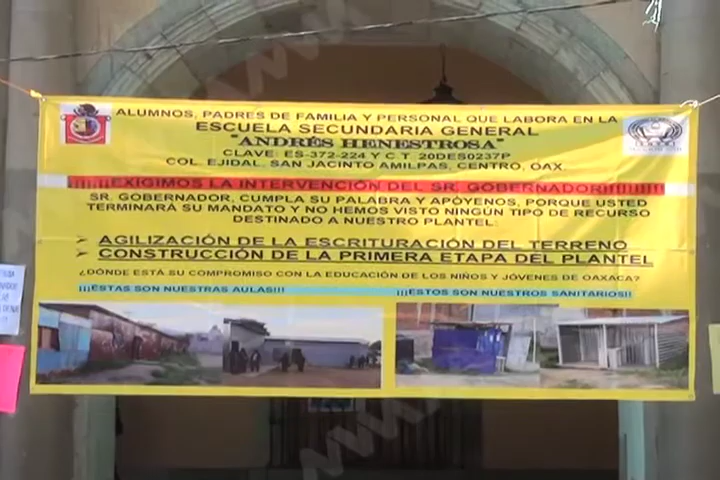 ALUMNOS, PADRES DE FAMILIA Y PERSONAL QUE LABORA EN LA
ESCUELA SECUNDARIA GENERAL
"ANDRÉS HENESTROSA"
CLAVE: ES-372-224 Y C.T. 20DES0237P
COL. EJIDAL, SAN JACINTO AMILPAS, CENTRO, OAX.
¡¡¡¡¡EXIGIMOS LA INTERVENCIÓN DEL SR. GOBERNADOR!!!!!!!!!!!
SR. GOBERNADOR, CUMPLA SU PALABRA Y APÓYENOS, PORQUE USTED
TERMINARÁ SU MANDATO Y NO HEMOS VISTO NINGÚN TIPO DE RECURSO
DESTINADO A NUESTRO PLANTEL:
➢ AGILIZACIÓN DE LA ESCRITURACIÓN DEL TERRENO
➢ CONSTRUCCIÓN DE LA PRIMERA ETAPA DEL PLANTEL
¿DÓNDE ESTÁ SU COMPROMISO CON LA EDUCACIÓN DE LOS NIÑOS Y JÓVENES DE OAXACA?
¡¡¡ESTAS SON NUESTRAS AULAS!!! ¡¡¡ESTOS SON NUESTROS SANITARIOS!!